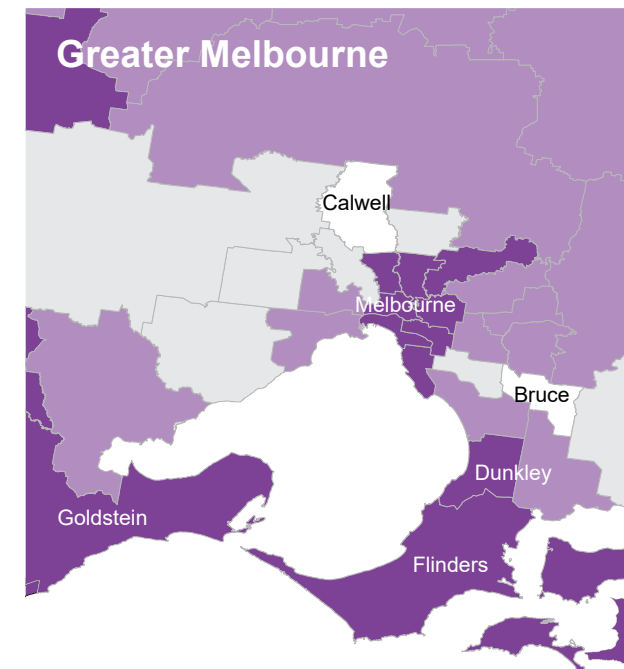 Greater Melbourne
Calwell
Melbourne
Bruce
Dunkley
Goldstein
Flinders